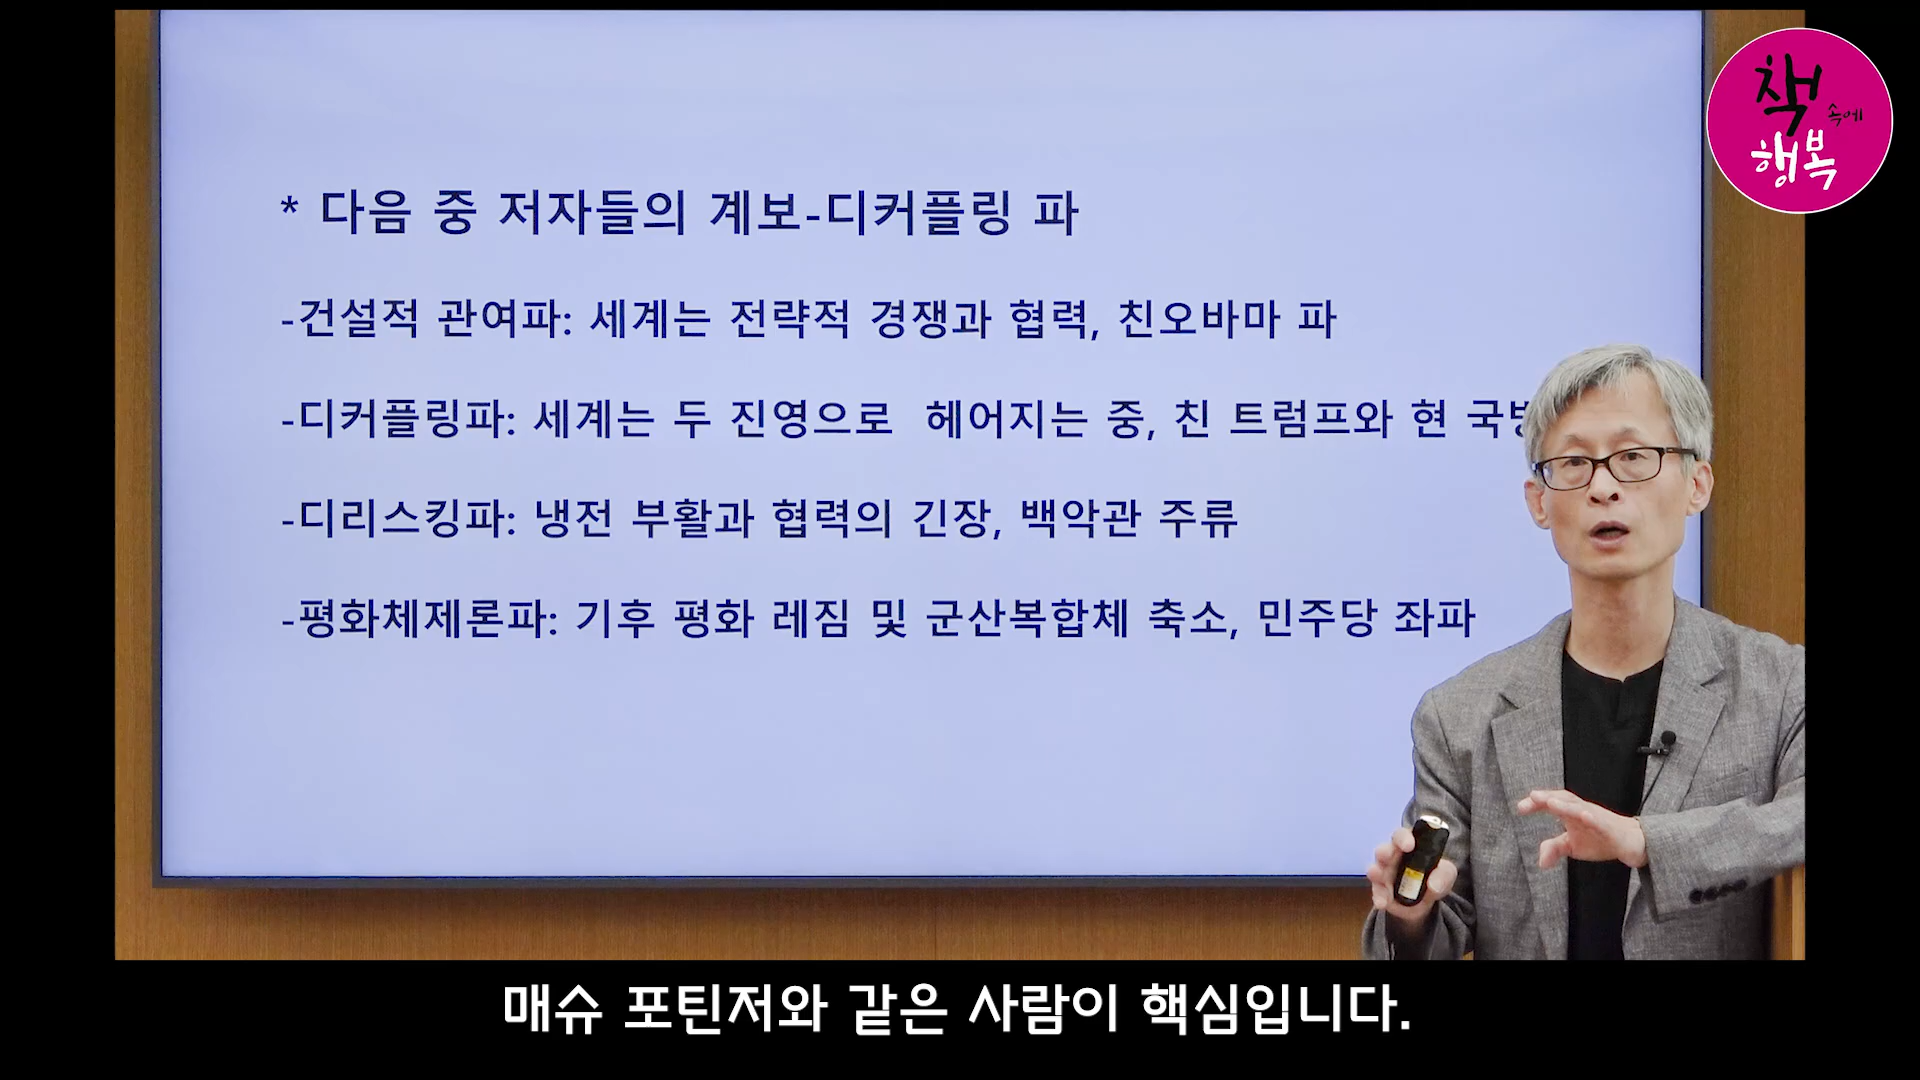 * 다음 중 저자들의 계보-디커플링 파
-건설적 관여파: 세계는 전략적 경쟁과 협력, 친오바마 파
-디커플링파: 세계는 두 진영으로 헤어지는 중, 친 트럼프와 현
-디리스킹파: 냉전 부활과 협력의 긴장, 백악관 주류
-평화체제론파: 기후 평화 레짐 및 군산복합체 축소, 민주당 좌파
책
속에
행복
매슈 포틴저와 같은 사람이 핵심입니다.